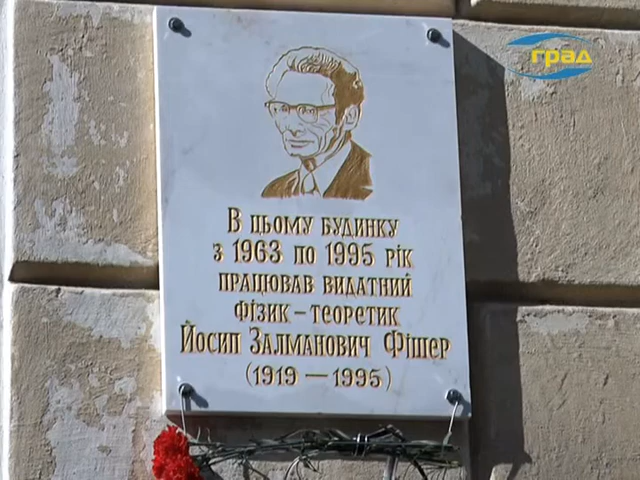 град
В цьому будинку
з 1963 по 1995 рік
працював видатний
фізик – теоретик
Йосип Залманович Фішер
(1919 — 1995)